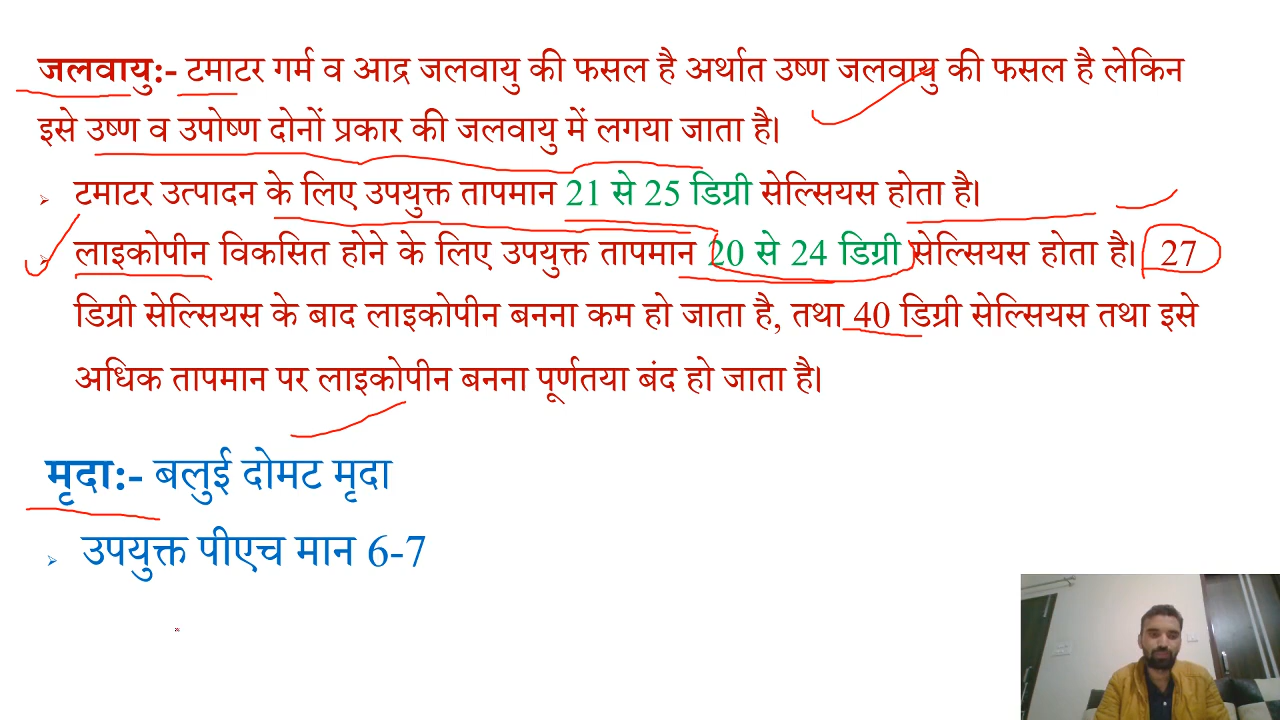 जलवायु:- टमाटर गर्म व आद्र जलवायु की फसल है अर्थात उष्ण जलवायु की फसल है लेकिन
इसे उष्ण व उपोष्ण दोनों प्रकार की जलवायु में लगया जाता है।
टमाटर उत्पादन के लिए उपयुक्त तापमान 21 से 25 डिग्री सेल्सियस होता है।
लाइकोपीन विकसित होने के लिए उपयुक्त तापमान 20 से 24 डिग्री सेल्सियस होता है। 27
डिग्री सेल्सियस के बाद लाइकोपीन बनना कम हो जाता है, तथा 40 डिग्री सेल्सियस तथा इसे
अधिक तापमान पर लाइकोपीन बनना पूर्णतया बंद हो जाता है।
मृदा:- बलुई दोमट मृदा
उपयुक्त पीएच मान 6-7